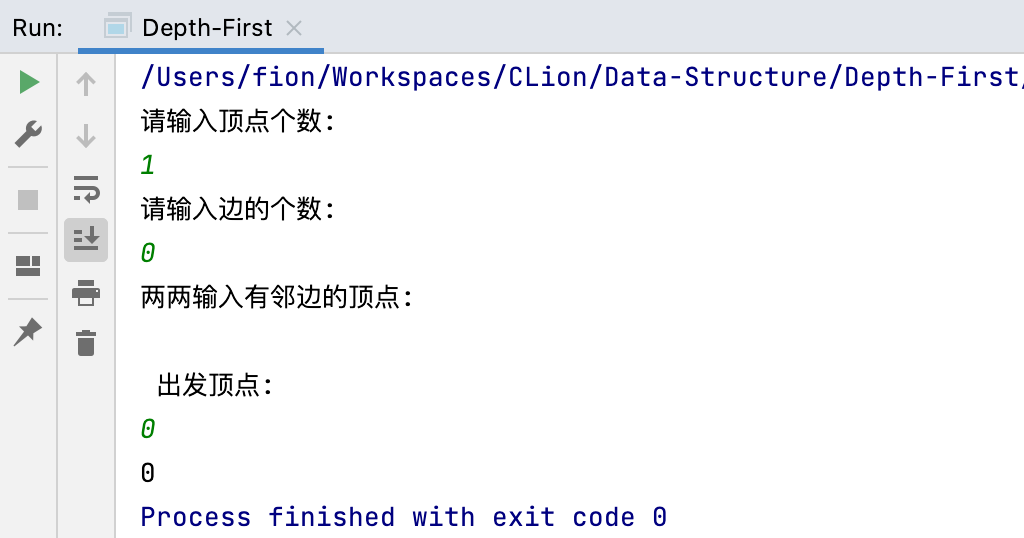 Run: Depth-First
/Users/fion/Workspaces/CLion/Data-Structure/Depth-First/
请输入顶点个数:
1
请输入边的个数:
0
两两输入有邻边的顶点:
出发顶点:
0
0
Process finished with exit code 0